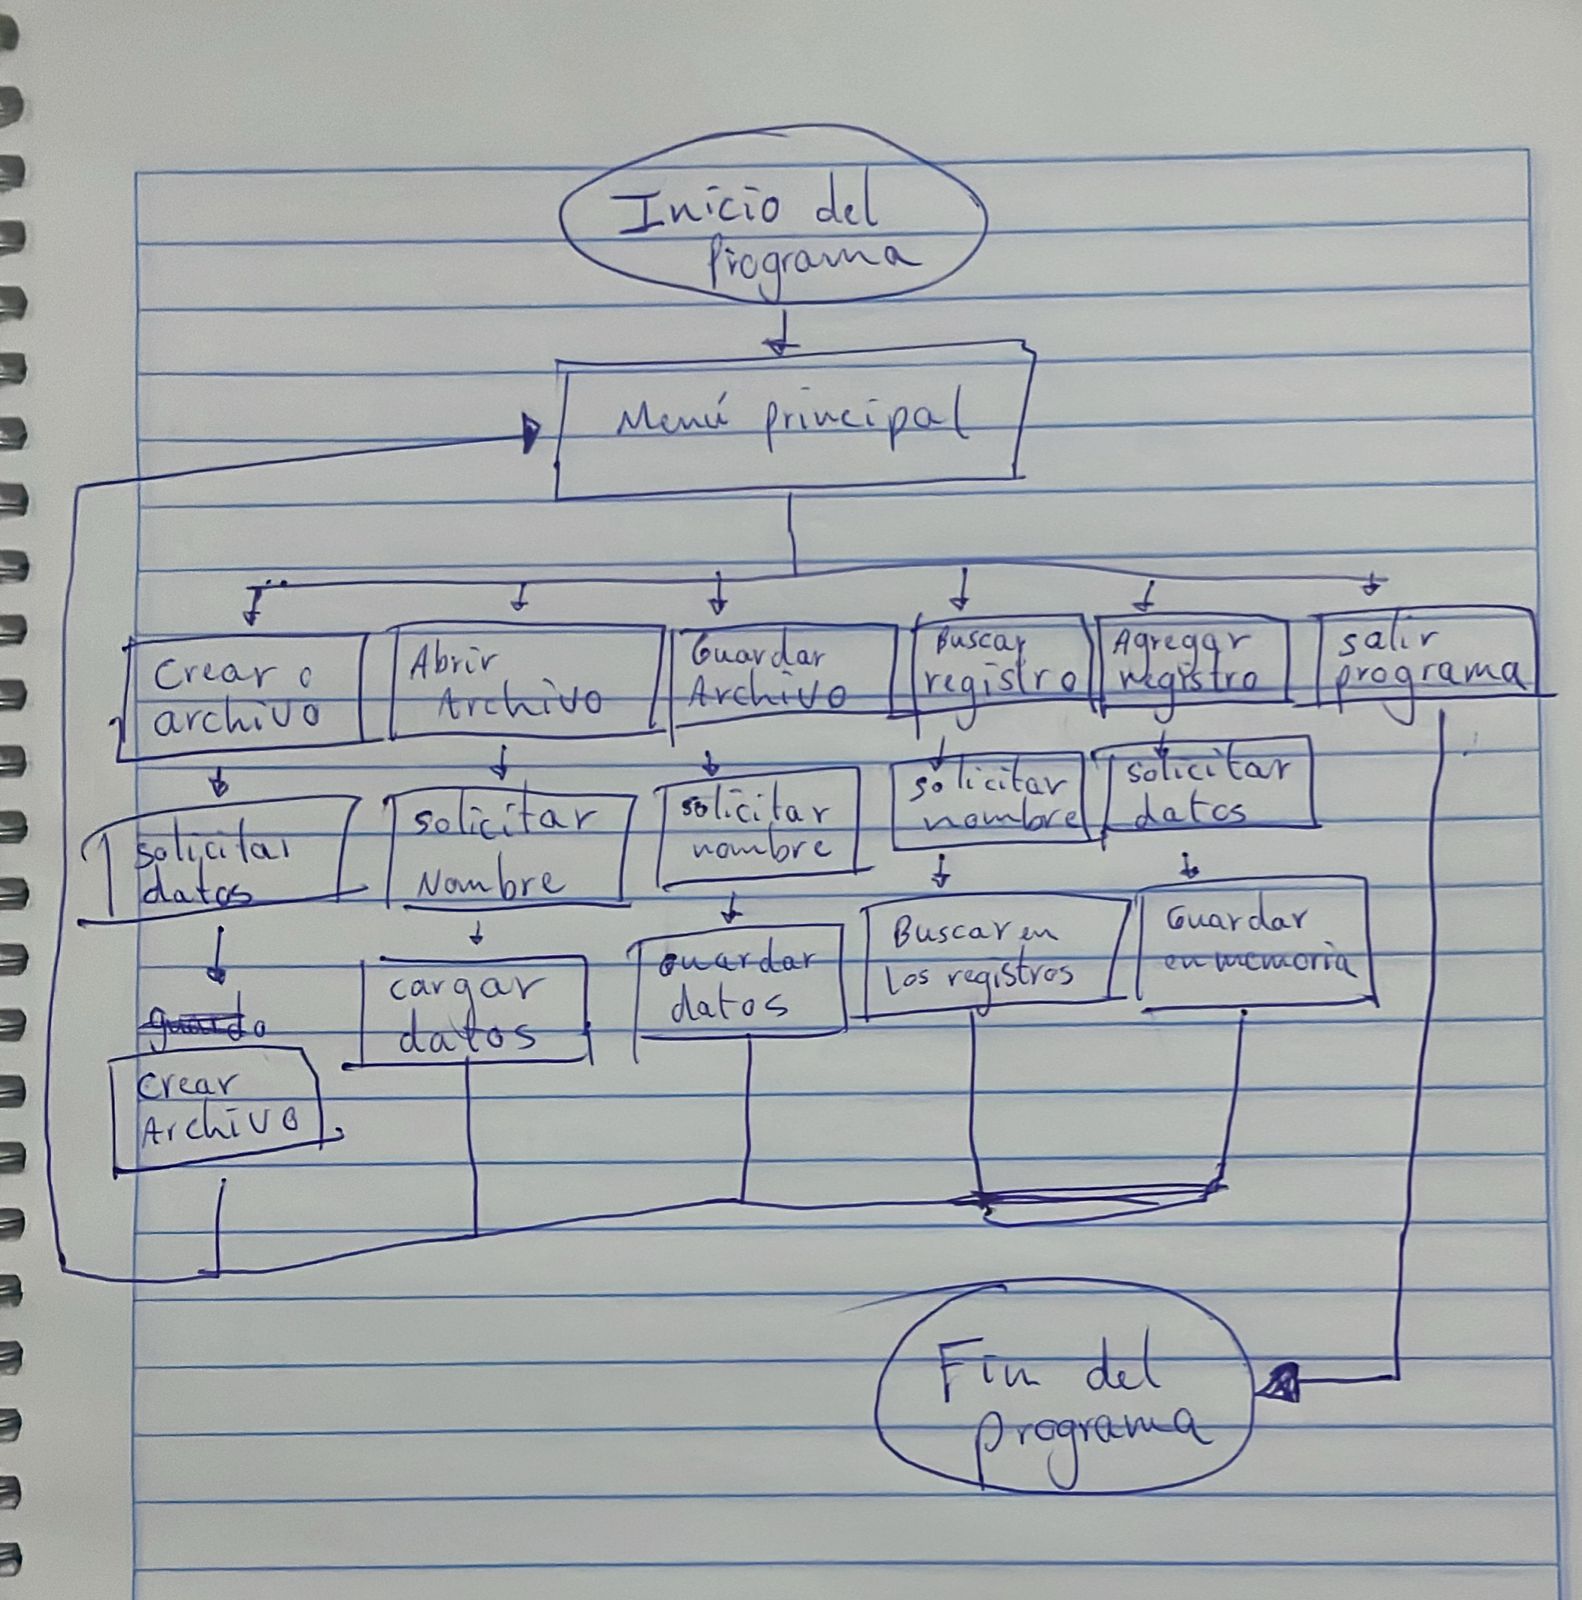 Inicio del
Programa
Menú principal
Crear o
archivo
Abrir
Archivo
Guardar
Archivo
Buscar
registro
Agregar
registro
salir
programa
solicitar
datos
solicitar
Nombre
solicitar
nombre
solicitar
nombre
solicitar
datos
cargar
datos
guardar
datos
Buscar en
los registros
Guardar
en memoria
crear
Archivo
Fin del
programa